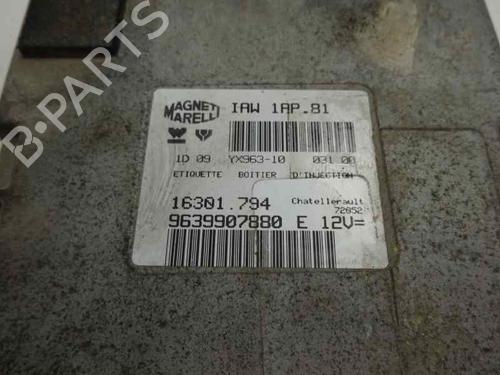 MAGNETI
MARELLI
IAW 1AP.81
1D 09 YX963-10 031 00
ETIQUETTE BOITIER D'INJECTION
16301.794 Chatellerault
72852
9639907880 E 12V=
B-PARTS